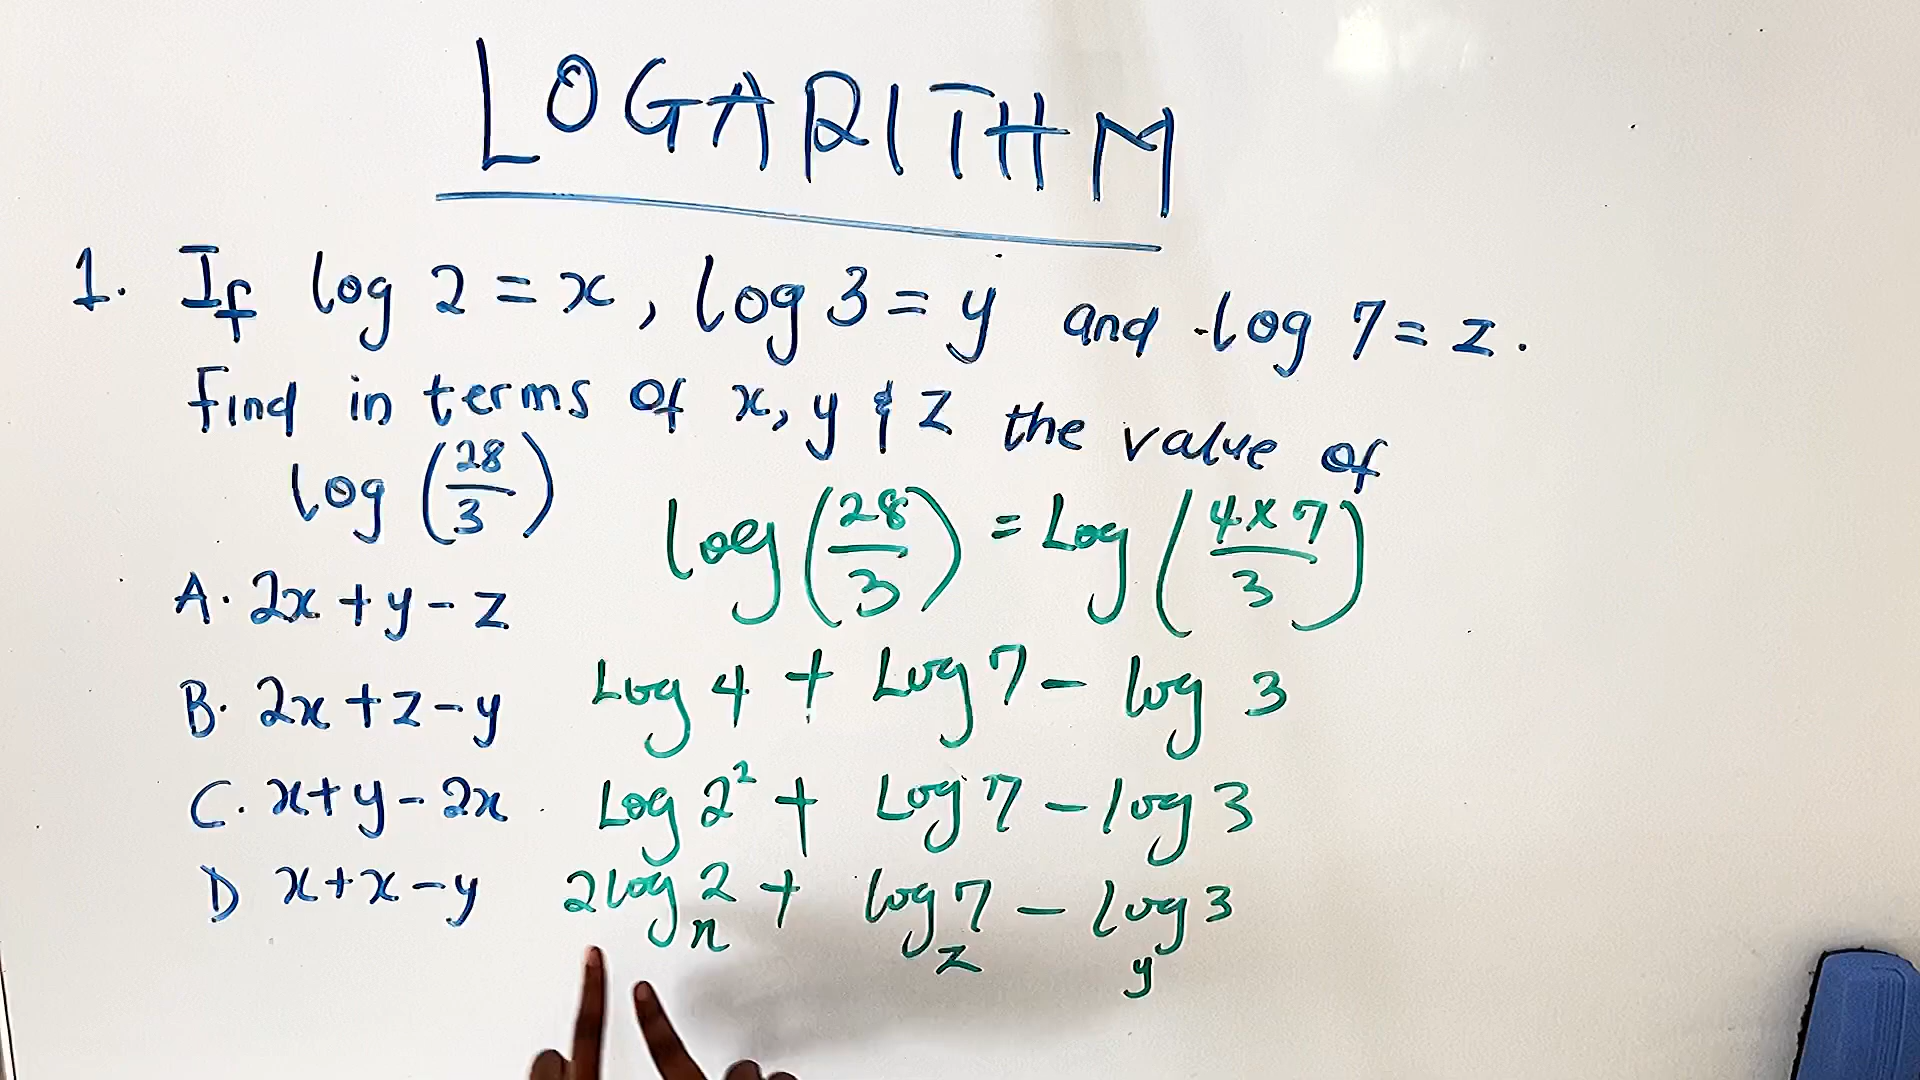 LOGARITHM
1. If log 2 = x, log 3 = y and log 7 = z.
Find in terms of x, y & z the value of
log (28/3)
log (28/3) = Log (4x7/3)
A. 2x + y - z
Log 4 + Log 7 - log 3
B. 2x + z - y
Log 2² + Log 7 - log 3
C. x + y - 2x
2log 2 + log 7 - log 3
D x + x - y
x z y